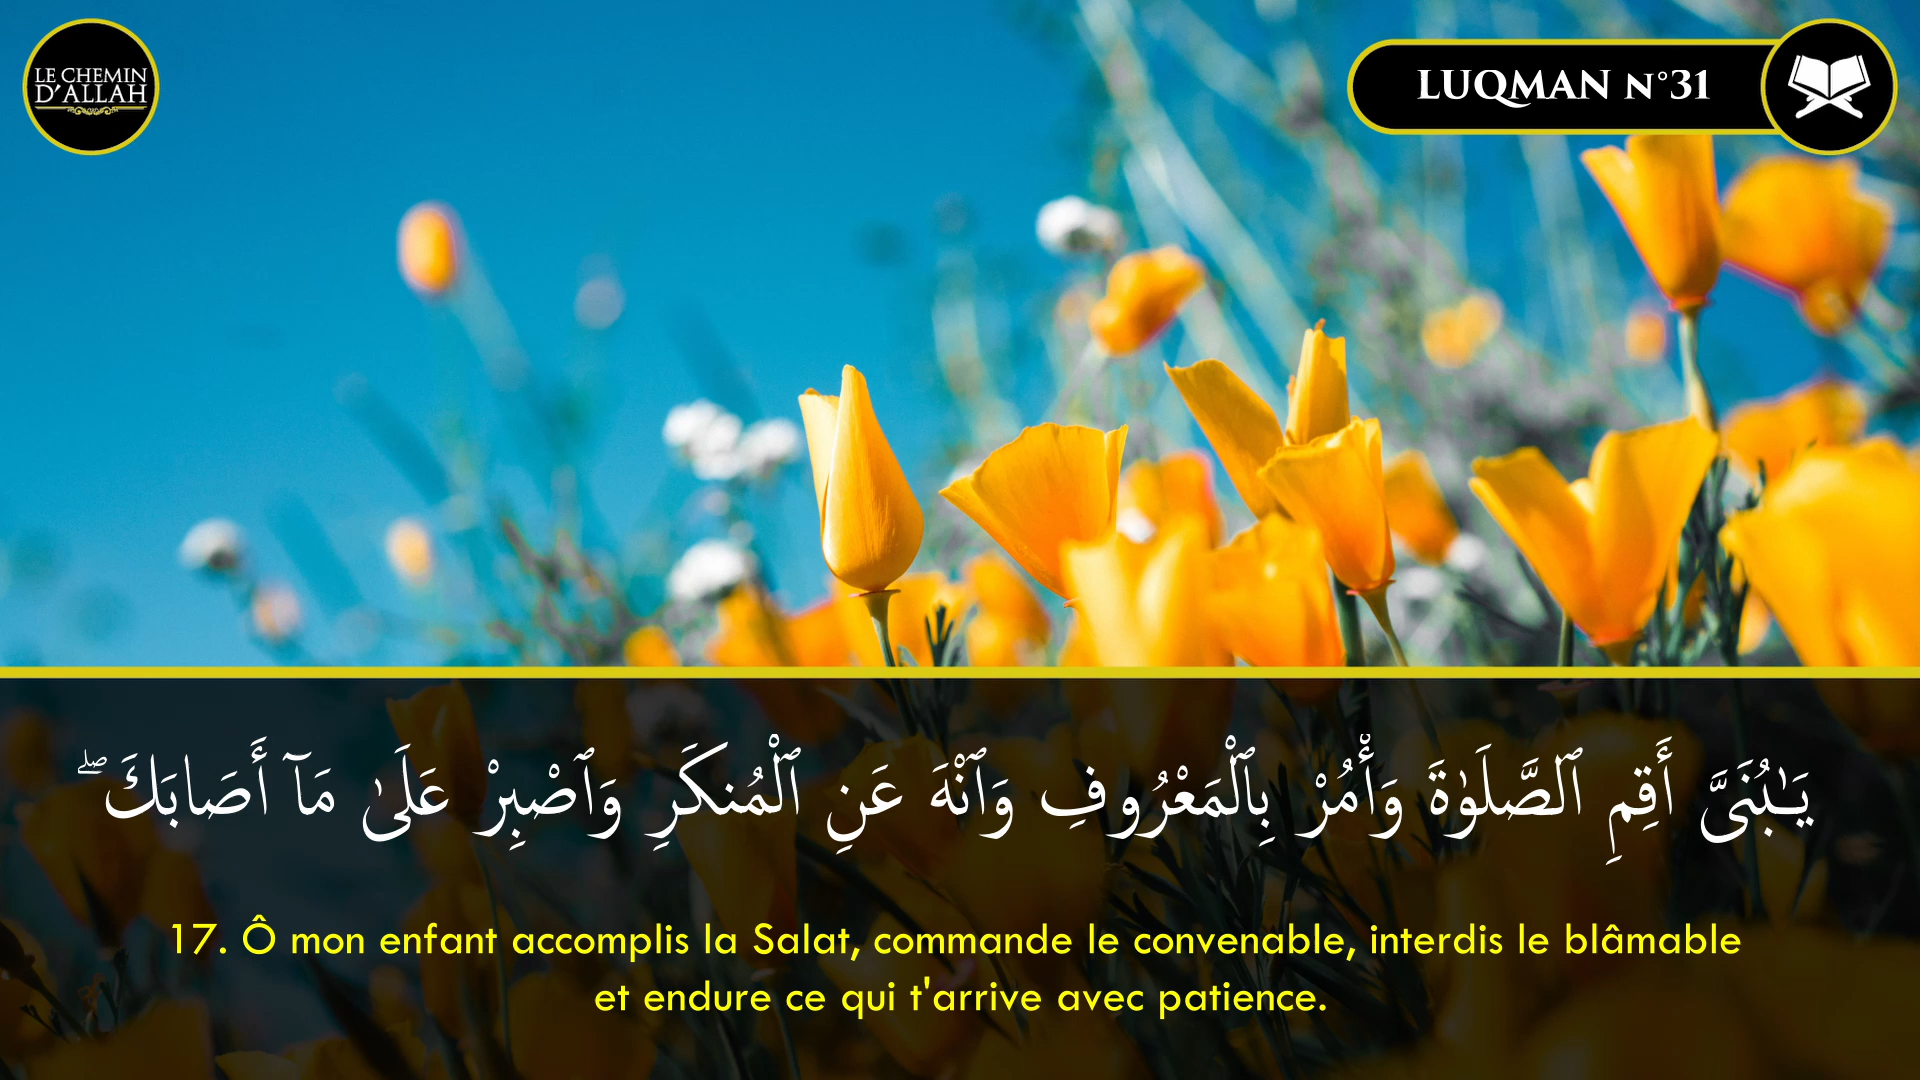 LE CHEMIN
D'ALLAH
LUQMAN N°31
يَـٰبُنَىَّ أَقِمِ ٱلصَّلَوٰةَ وَأْمُرْ بِٱلْمَعْرُوفِ وَٱنْهَ عَنِ ٱلْمُنكَرِ وَٱصْبِرْ عَلَىٰ مَآ أَصَابَكَ ۖ
17. Ô mon enfant accomplis la Salat, commande le convenable, interdis le blâmable
et endure ce qui t'arrive avec patience.